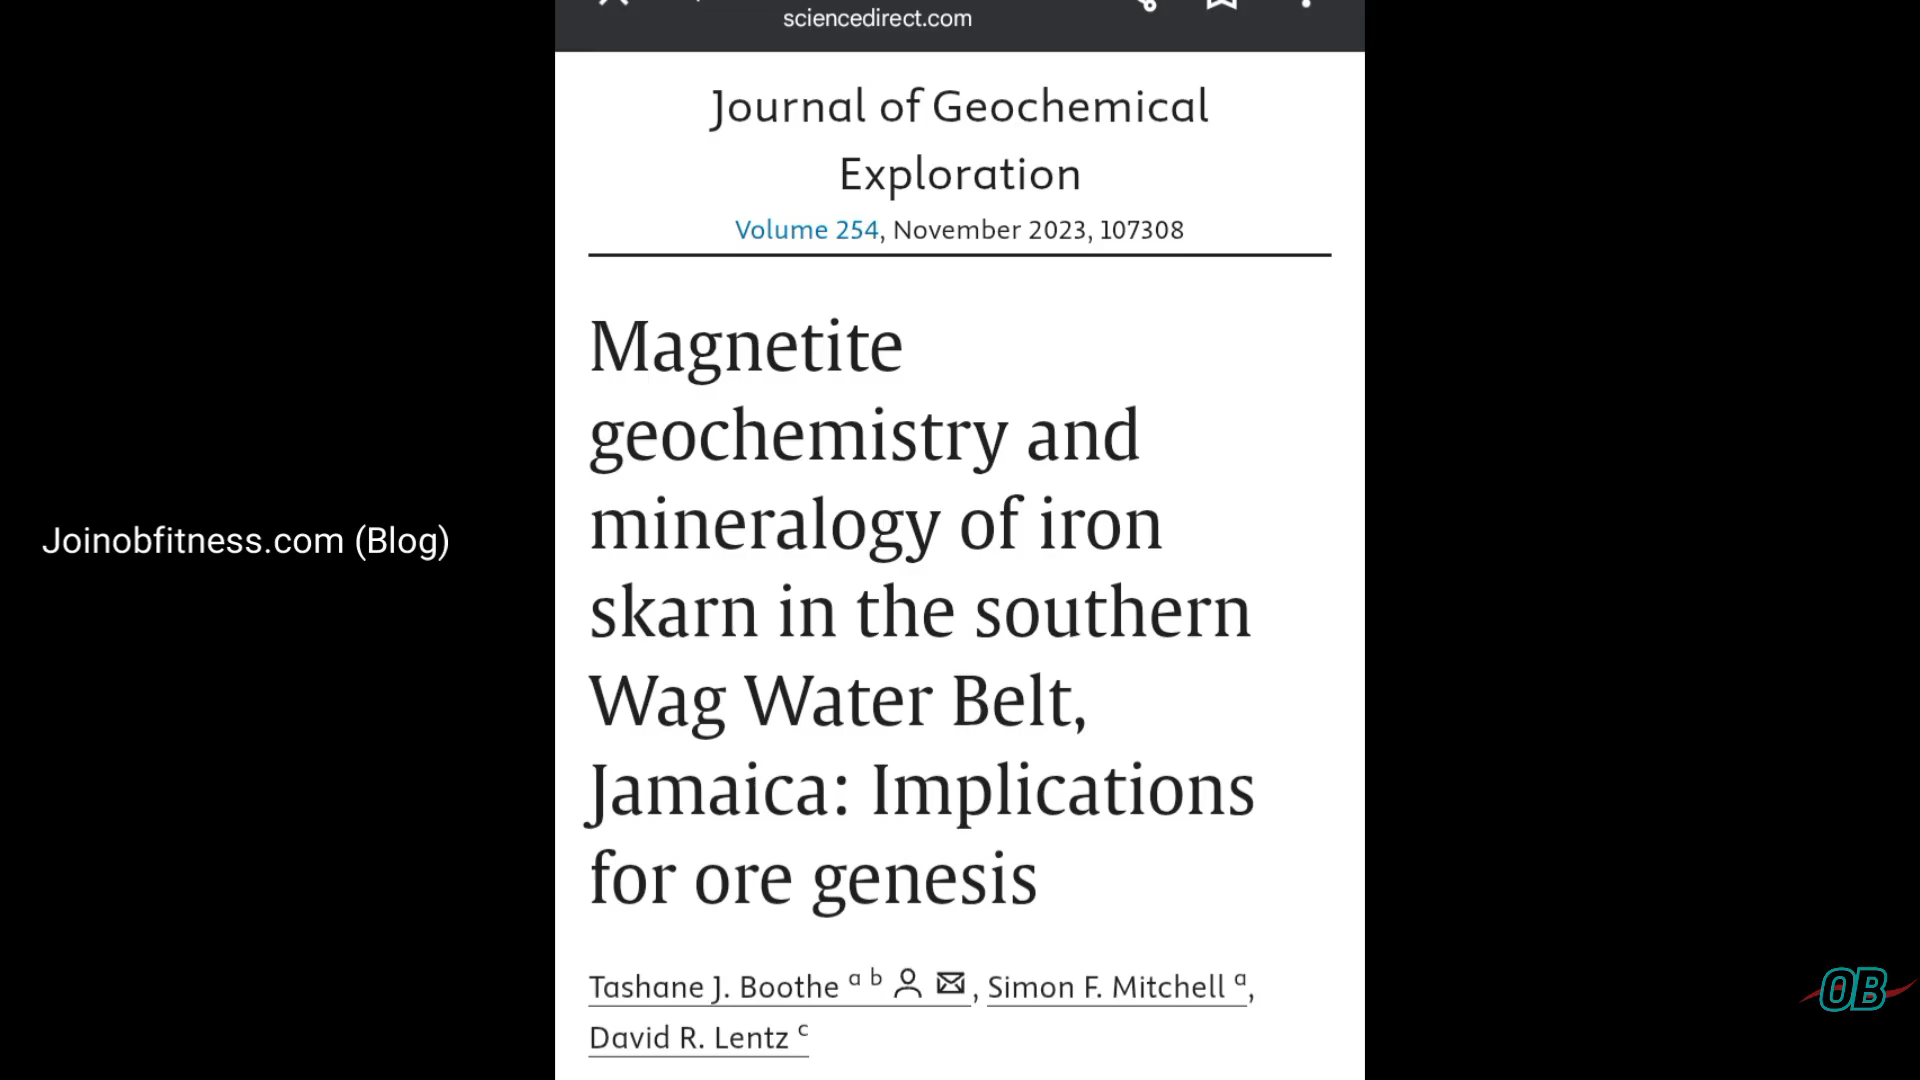 sciencedirect.com
Journal of Geochemical
Exploration
Volume 254, November 2023, 107308
Magnetite
geochemistry and
mineralogy of iron
skarn in the southern
Wag Water Belt,
Jamaica: Implications
for ore genesis
Tashane J. Boothe a b, Simon F. Mitchell a,
David R. Lentz c
Joinobfitness.com (Blog)
OB